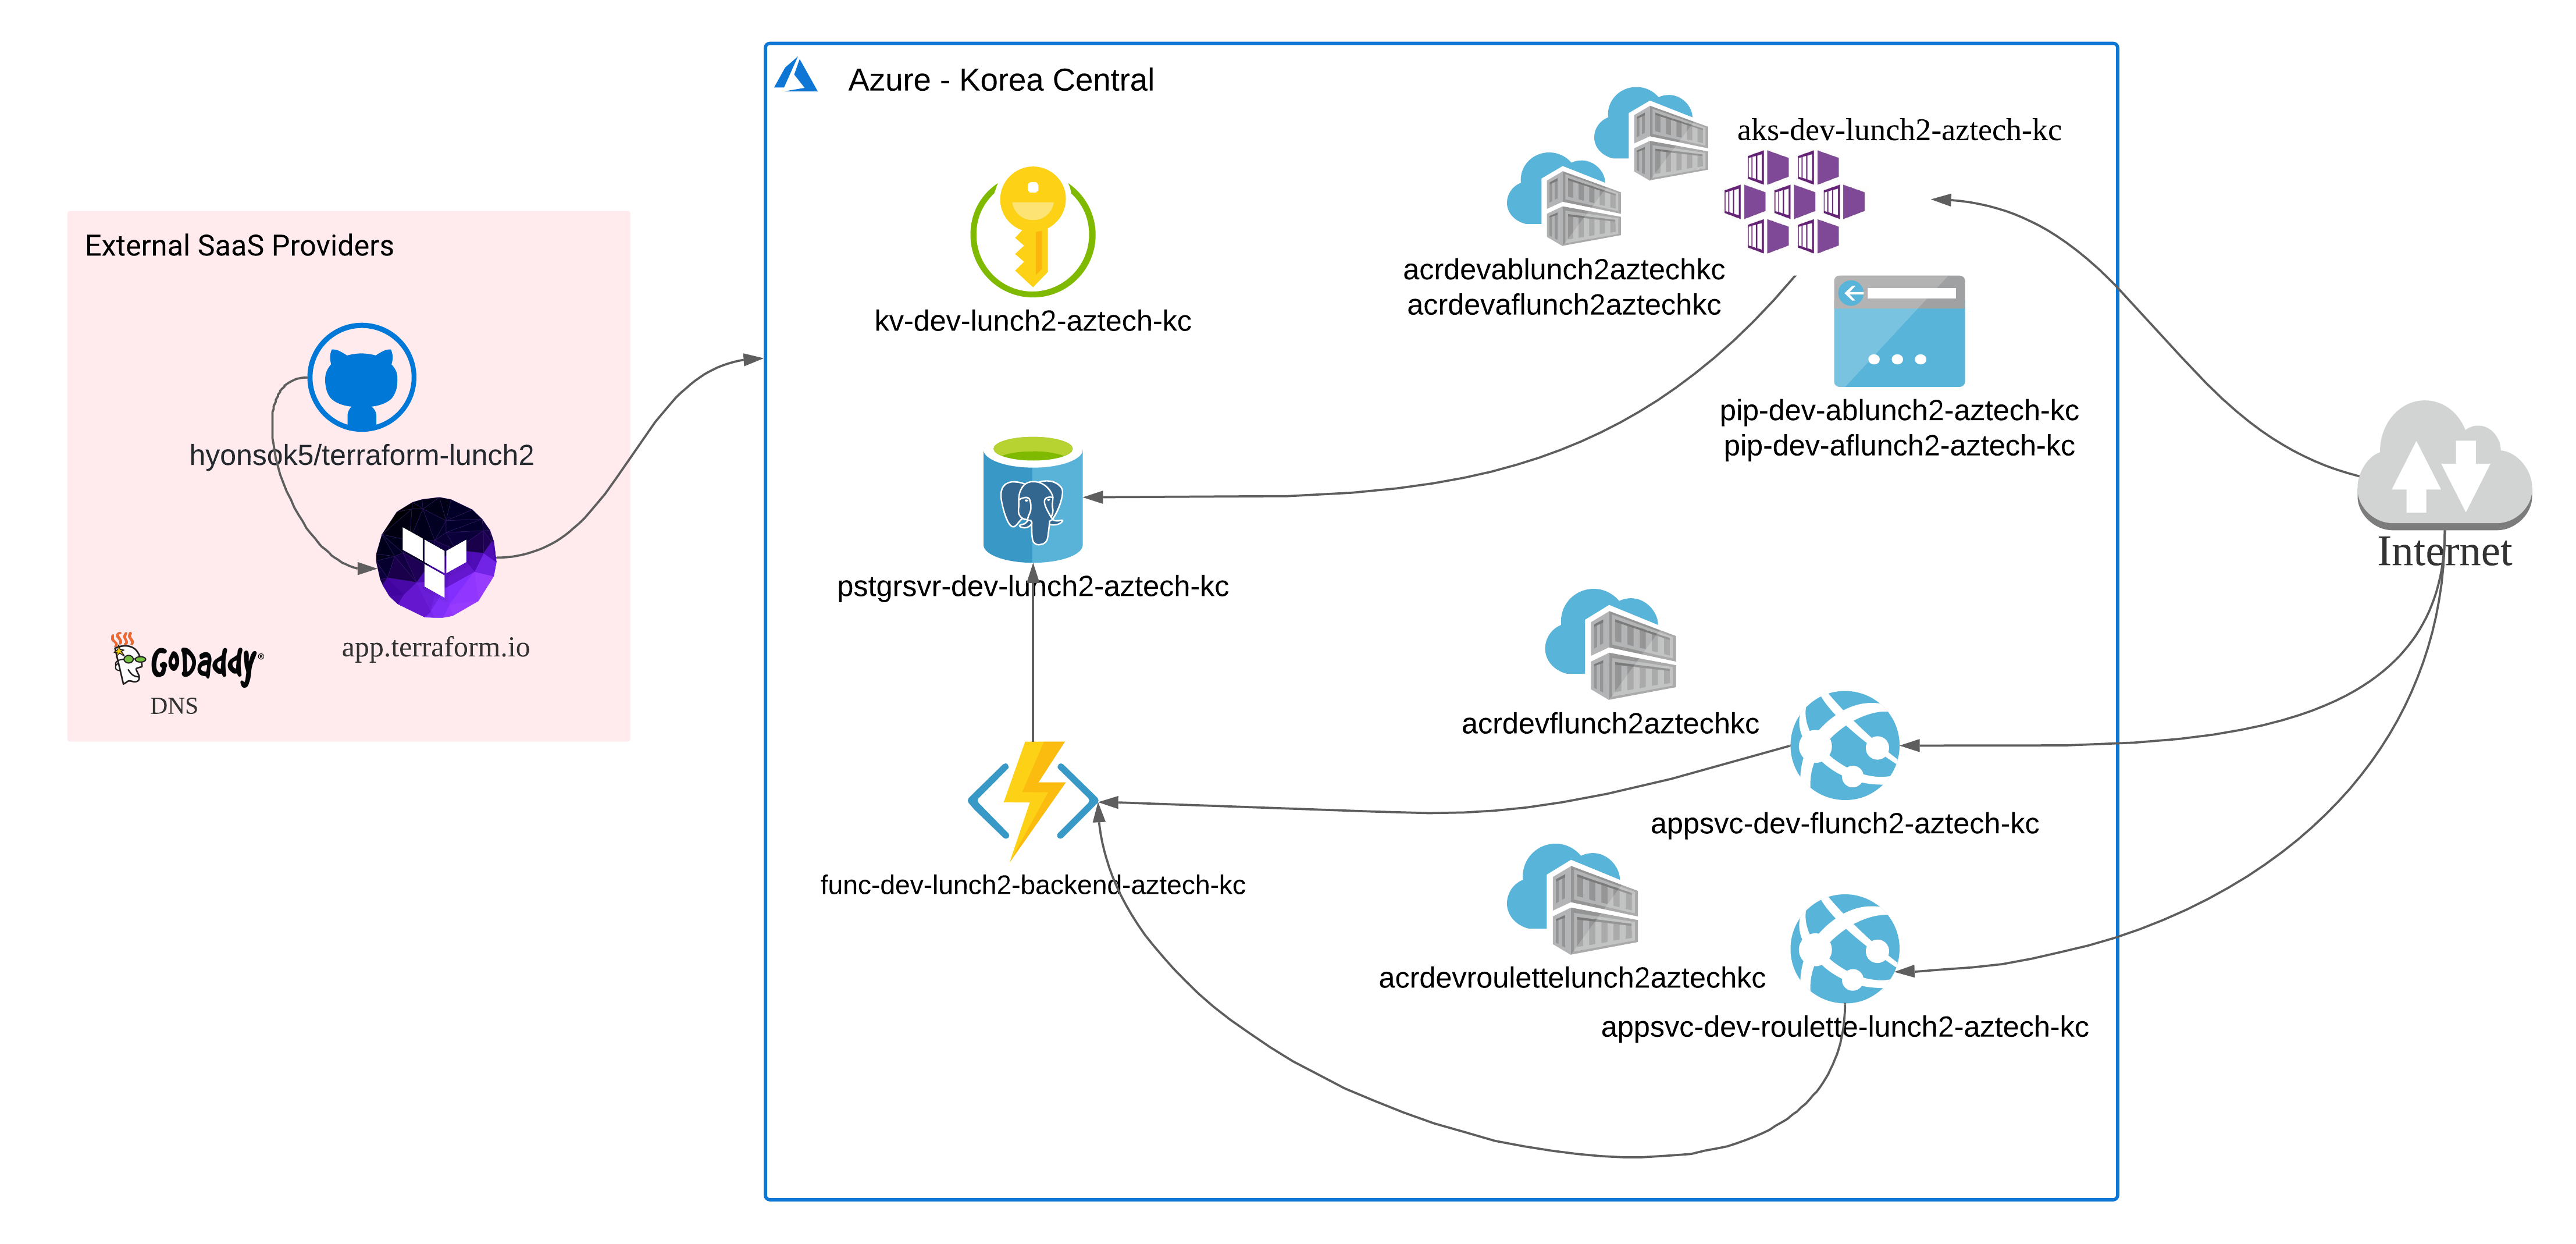 Azure - Korea Central
aks-dev-lunch2-aztech-kc
External SaaS Providers
acrdevablunch2aztechkc
acrdevaflunch2aztechkc
kv-dev-lunch2-aztech-kc
pip-dev-ablunch2-aztech-kc
pip-dev-aflunch2-aztech-kc
hyonsok5/terraform-lunch2
Internet
pstgrsvr-dev-lunch2-aztech-kc
app.terraform.io
GoDaddy®
DNS
acrdevflunch2aztechkc
appsvc-dev-flunch2-aztech-kc
func-dev-lunch2-backend-aztech-kc
acrdevroulettelunch2aztechkc
appsvc-dev-roulette-lunch2-aztech-kc